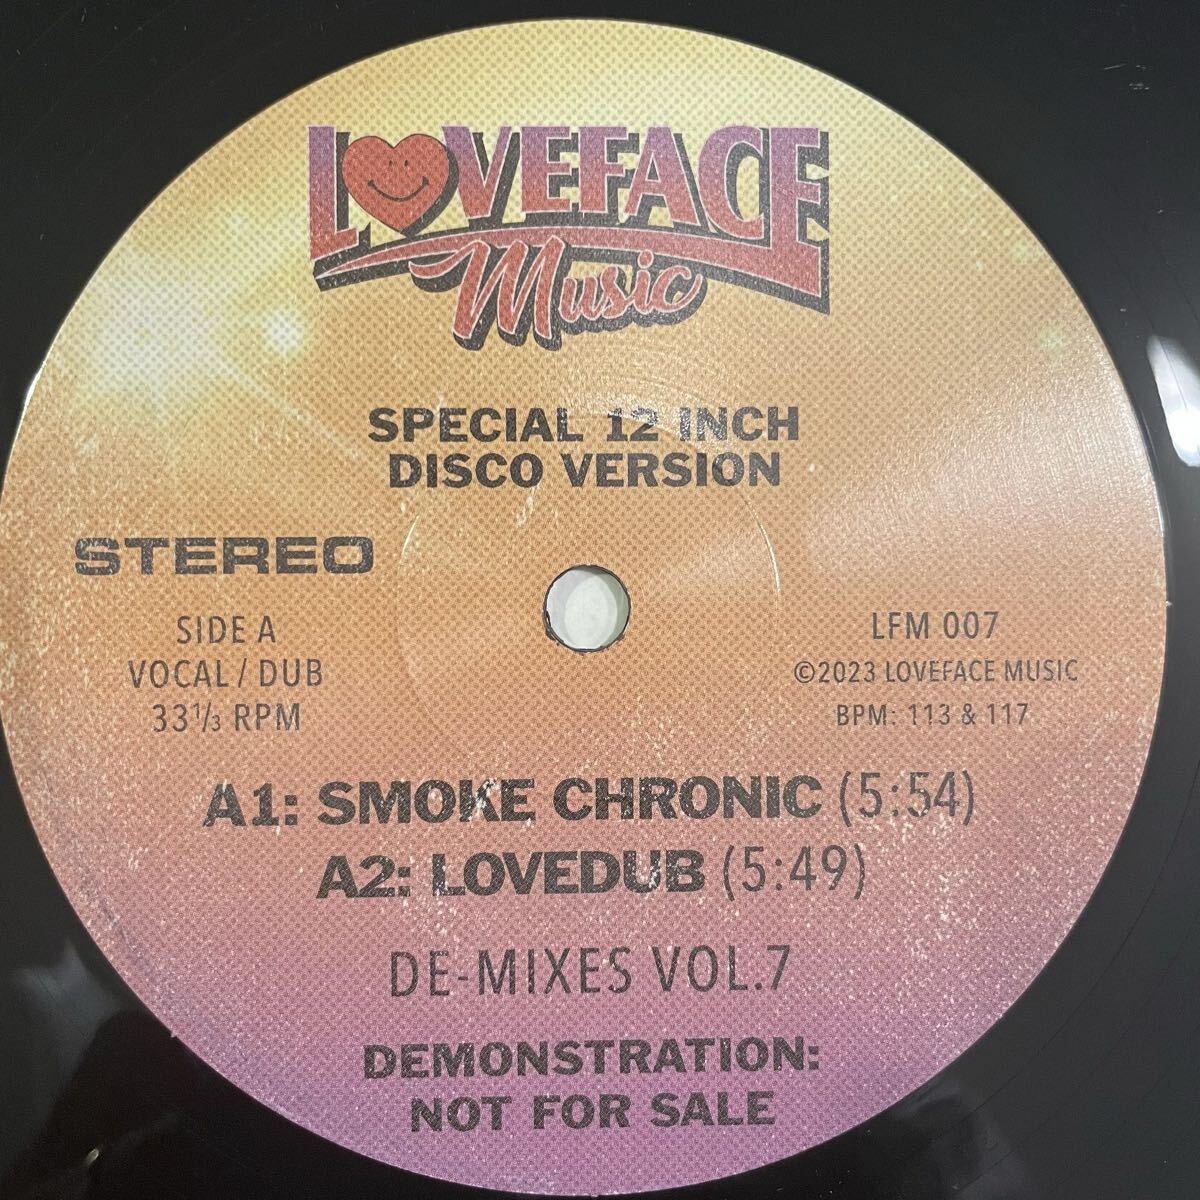 LOVEFACE
Music
SPECIAL 12 INCH
DISCO VERSION
STEREO
SIDE A
VOCAL / DUB
33 1/3 RPM
LFM 007
©2023 LOVEFACE MUSIC
BPM: 113 & 117
A1: SMOKE CHRONIC (5:54)
A2: LOVEDUB (5:49)
DE-MIXES VOL.7
DEMONSTRATION:
NOT FOR SALE